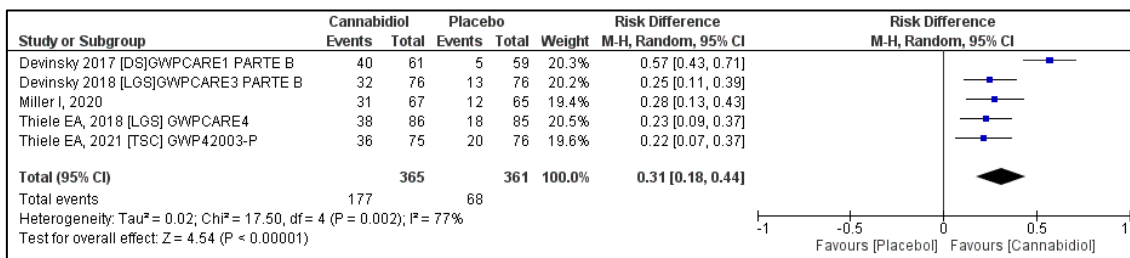 Cannabidiol Placebo Risk Difference Risk Difference
Study or Subgroup Events Total Events Total Weight M-H, Random, 95% CI M-H, Random, 95% CI
Devinsky 2017 [DS]GWPCARE1 PARTE B 40 61 5 59 20.3% 0.57 [0.43, 0.71]
Devinsky 2018 [LGS]GWPCARE3 PARTE B 32 76 13 76 20.2% 0.25 [0.11, 0.39]
Miller I, 2020 31 67 12 65 19.4% 0.28 [0.13, 0.43]
Thiele EA, 2018 [LGS] GWPCARE4 38 86 18 85 20.5% 0.23 [0.09, 0.37]
Thiele EA, 2021 [TSC] GWP42003-P 36 75 20 76 19.6% 0.22 [0.07, 0.37]
Total (95% CI) 365 361 100.0% 0.31 [0.18, 0.44]
Total events 177 68
Heterogeneity: Tau² = 0.02; Chi² = 17.50, df = 4 (P = 0.002); I² = 77%
Test for overall effect: Z = 4.54 (P < 0.00001)
-1 -0.5 0 0.5 1
Favours [Placebol] Favours [Cannabidiol]